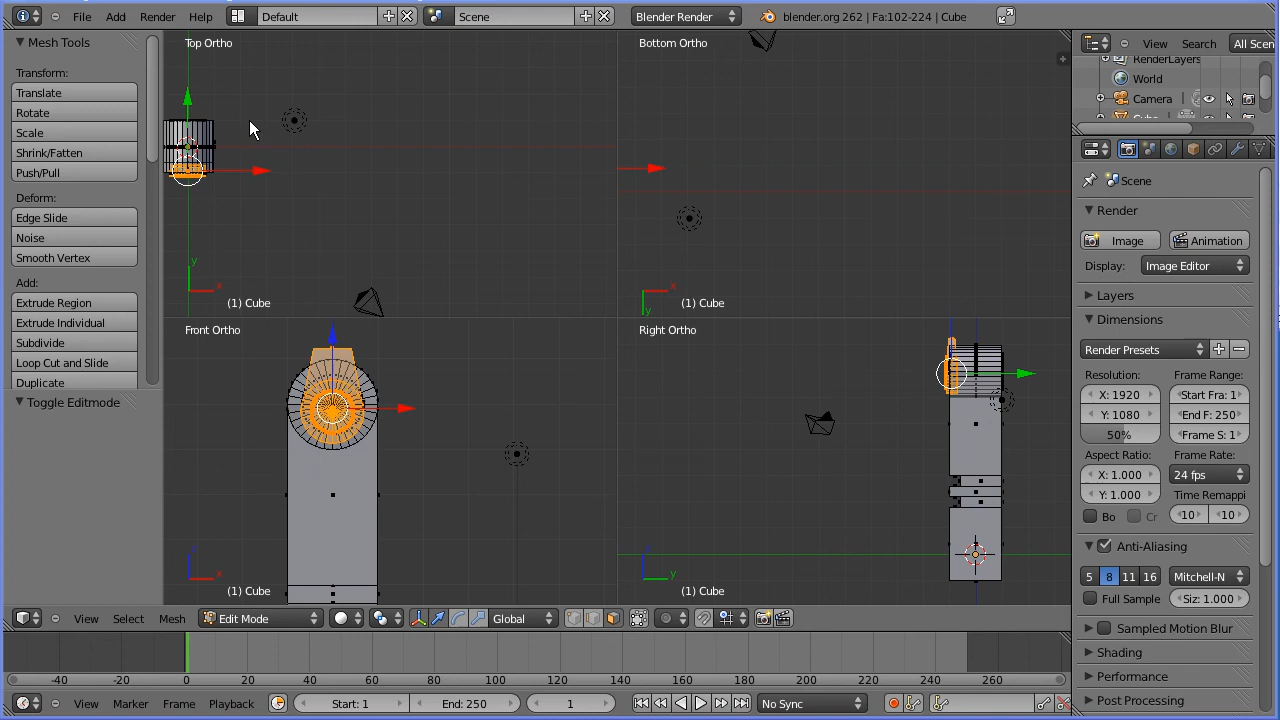 File Add Render Help Default Scene Blender Render blender.org 262 | Fa:102-224 | Cube
Mesh Tools
Transform:
Translate
Rotate
Scale
Shrink/Fatten
Push/Pull
Deform:
Edge Slide
Noise
Smooth Vertex
Add:
Extrude Region
Extrude Individual
Subdivide
Loop Cut and Slide
Duplicate
Toggle Editmode
Top Ortho
y
x
(1) Cube
Bottom Ortho
x
y
(1) Cube
Front Ortho
x
(1) Cube
Right Ortho
y
(1) Cube
View Search All Scen
RenderLayers
World
Camera
Scene
Render
Image Animation
Display: Image Editor
Layers
Dimensions
Render Presets
Resolution: Frame Range:
X: 1920 Start Fra: 1
Y: 1080 End F: 250
50% Frame S: 1
Aspect Ratio: Frame Rate:
X: 1.000 24 fps
Y: 1.000 Time Remappi
Bo Cr 10 10
Anti-Aliasing
5 8 11 16 Mitchell-N
Full Sample Siz: 1.000
Sampled Motion Blur
Shading
Performance
Post Processing
View Select Mesh Edit Mode Global
-40 -20 0 20 40 60 80 100 120 140 160 180 200 220 240 260
View Marker Frame Playback Start: 1 End: 250 1 No Sync